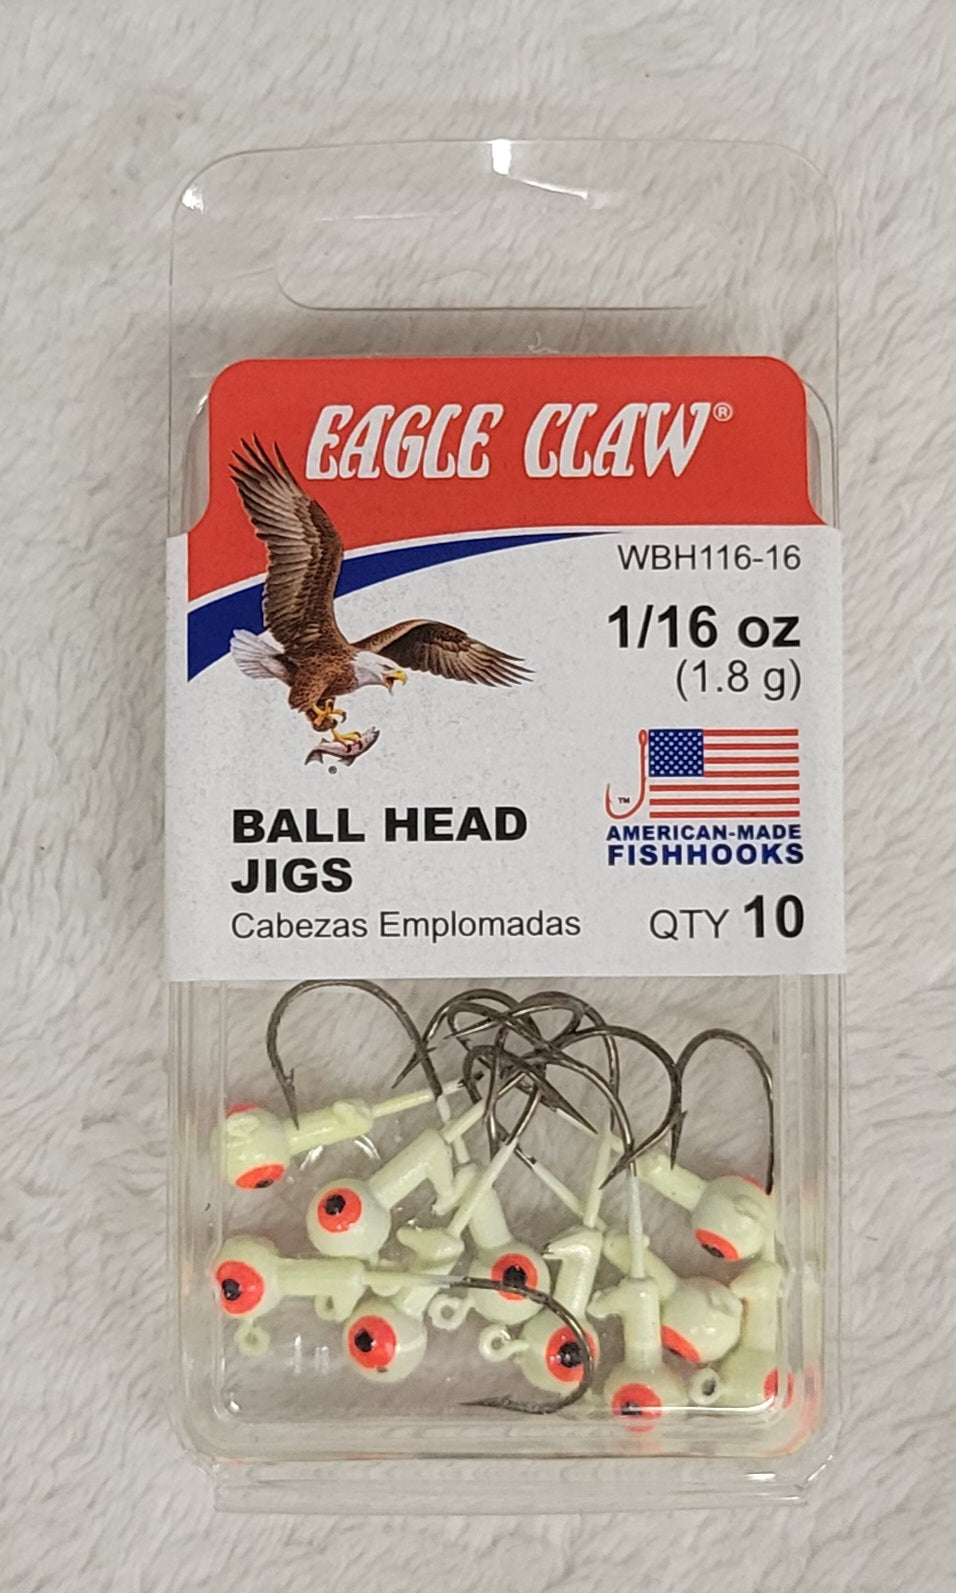 EAGLE CLAW®
WBH116-16
1/16 oz
(1.8 g)
®
™
AMERICAN-MADE
FISHHOOKS
BALL HEAD
JIGS
Cabezas Emplomadas
QTY 10